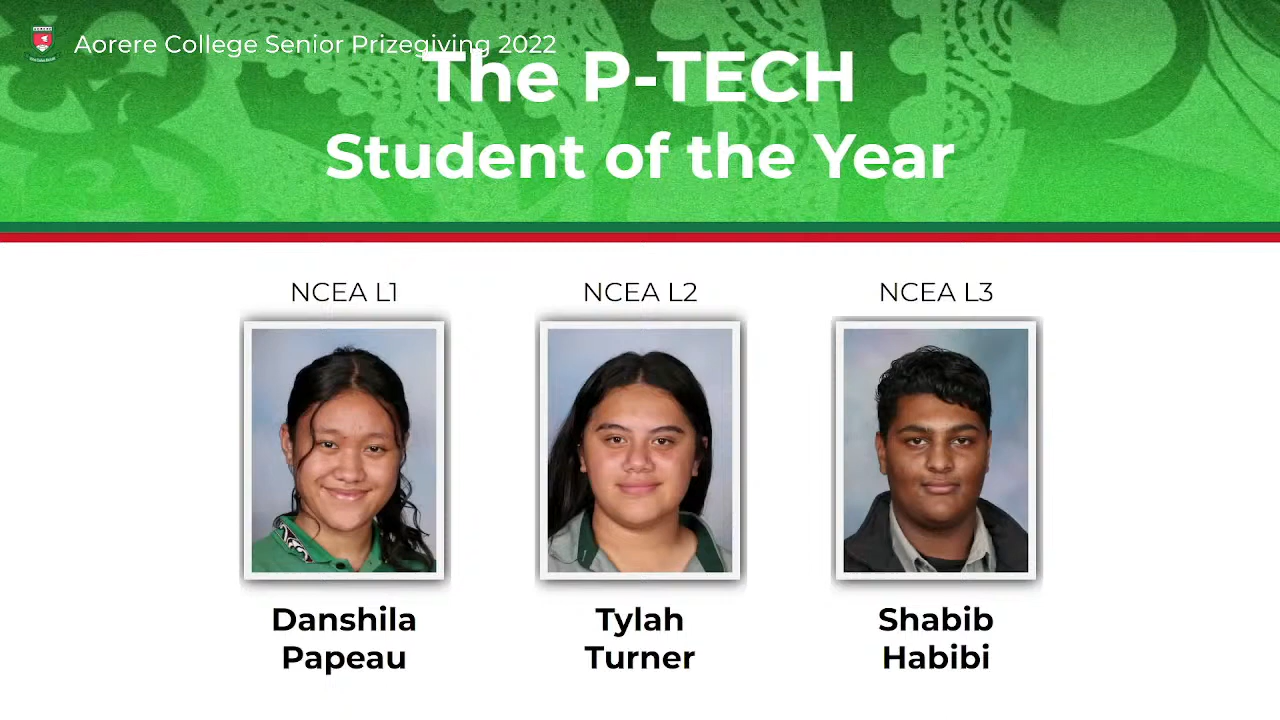 Aorere College Senior Prizegiving 2022
The P-TECH
Student of the Year
NCEA L1
NCEA L2
NCEA L3
Danshila
Papeau
Tylah
Turner
Shabib
Habibi